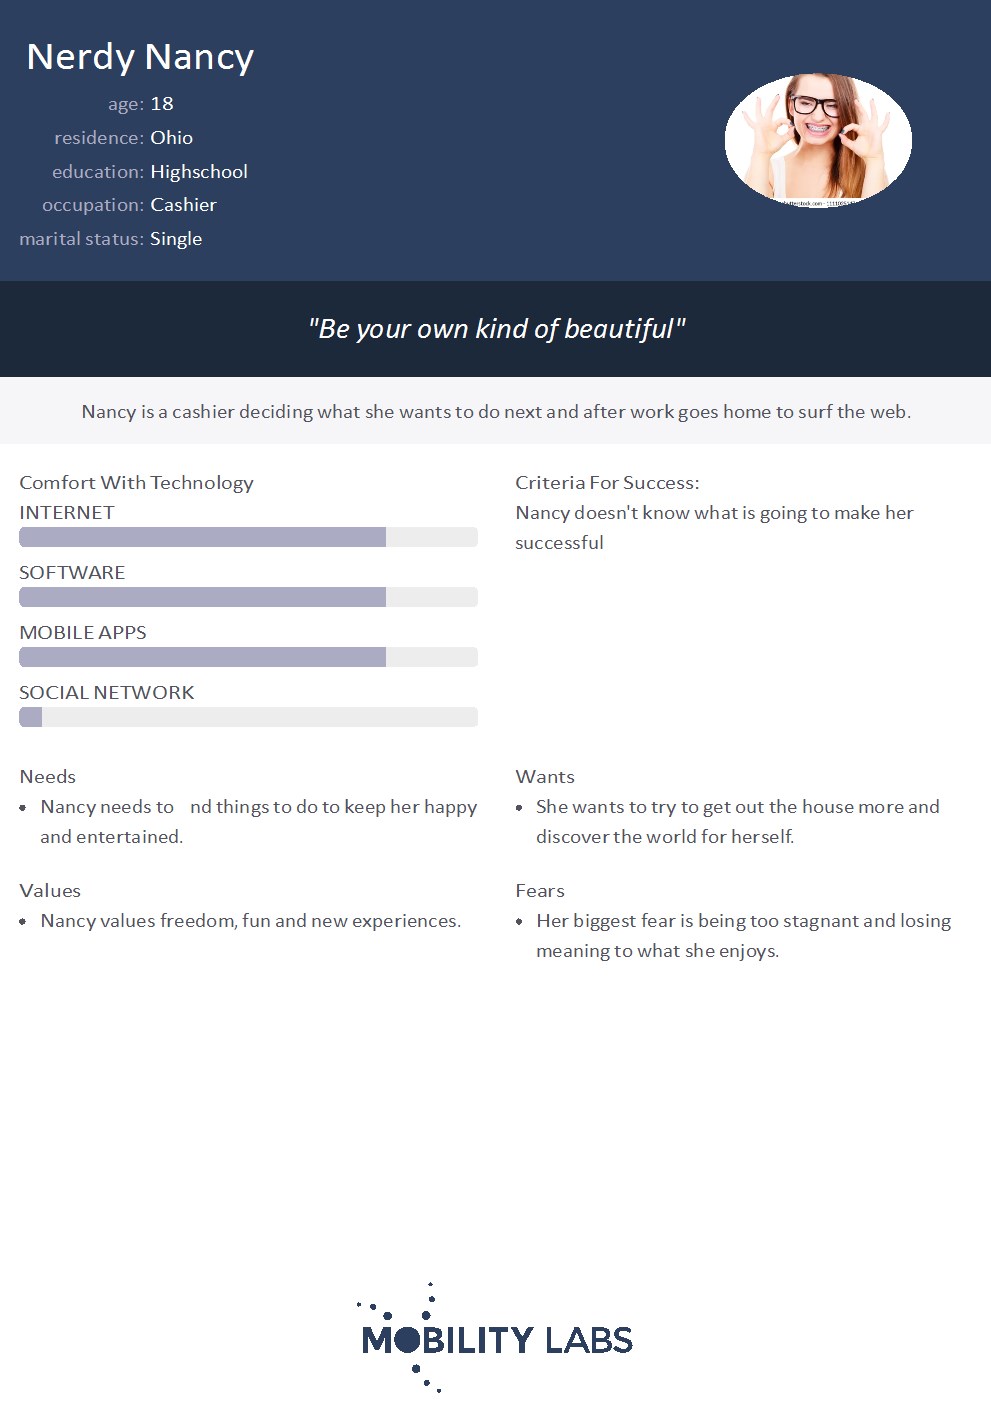 Nerdy Nancy
age: 18
residence: Ohio
education: Highschool
occupation: Cashier
marital status: Single
"Be your own kind of beautiful"
Nancy is a cashier deciding what she wants to do next and after work goes home to surf the web.
Comfort With Technology
INTERNET
SOFTWARE
MOBILE APPS
SOCIAL NETWORK
Criteria For Success:
Nancy doesn't know what is going to make her
successful
Needs
• Nancy needs to nd things to do to keep her happy
and entertained.
Wants
• She wants to try to get out the house more and
discover the world for herself.
Values
• Nancy values freedom, fun and new experiences.
Fears
• Her biggest fear is being too stagnant and losing
meaning to what she enjoys.
MOBILITY LABS